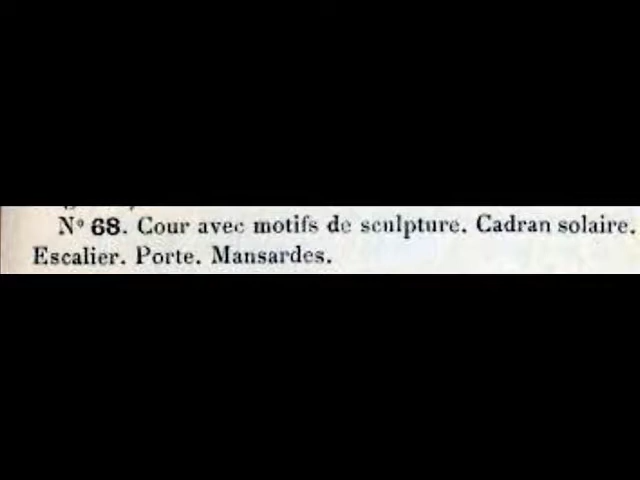 N° 68. Cour avec motifs de sculpture. Cadran solaire.
Escalier. Porte. Mansardes.